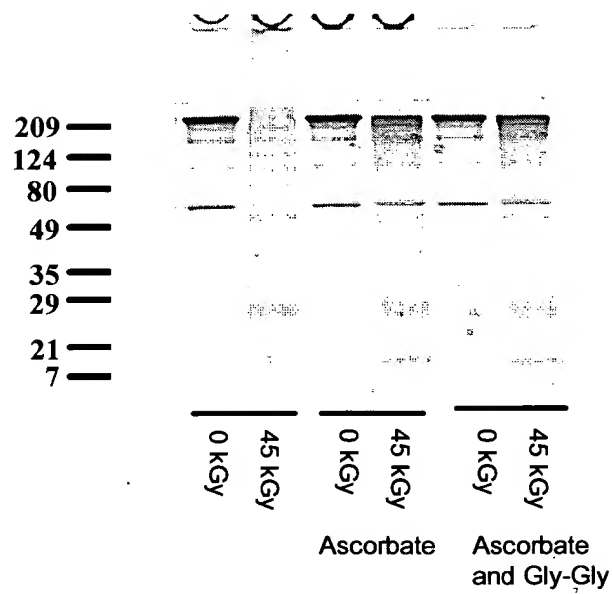 209
124
80
49
35
29
21
7
0 kGy
45 kGy
0 kGy
45 kGy
0 kGy
45 kGy
Ascorbate
Ascorbate
and Gly-Gly